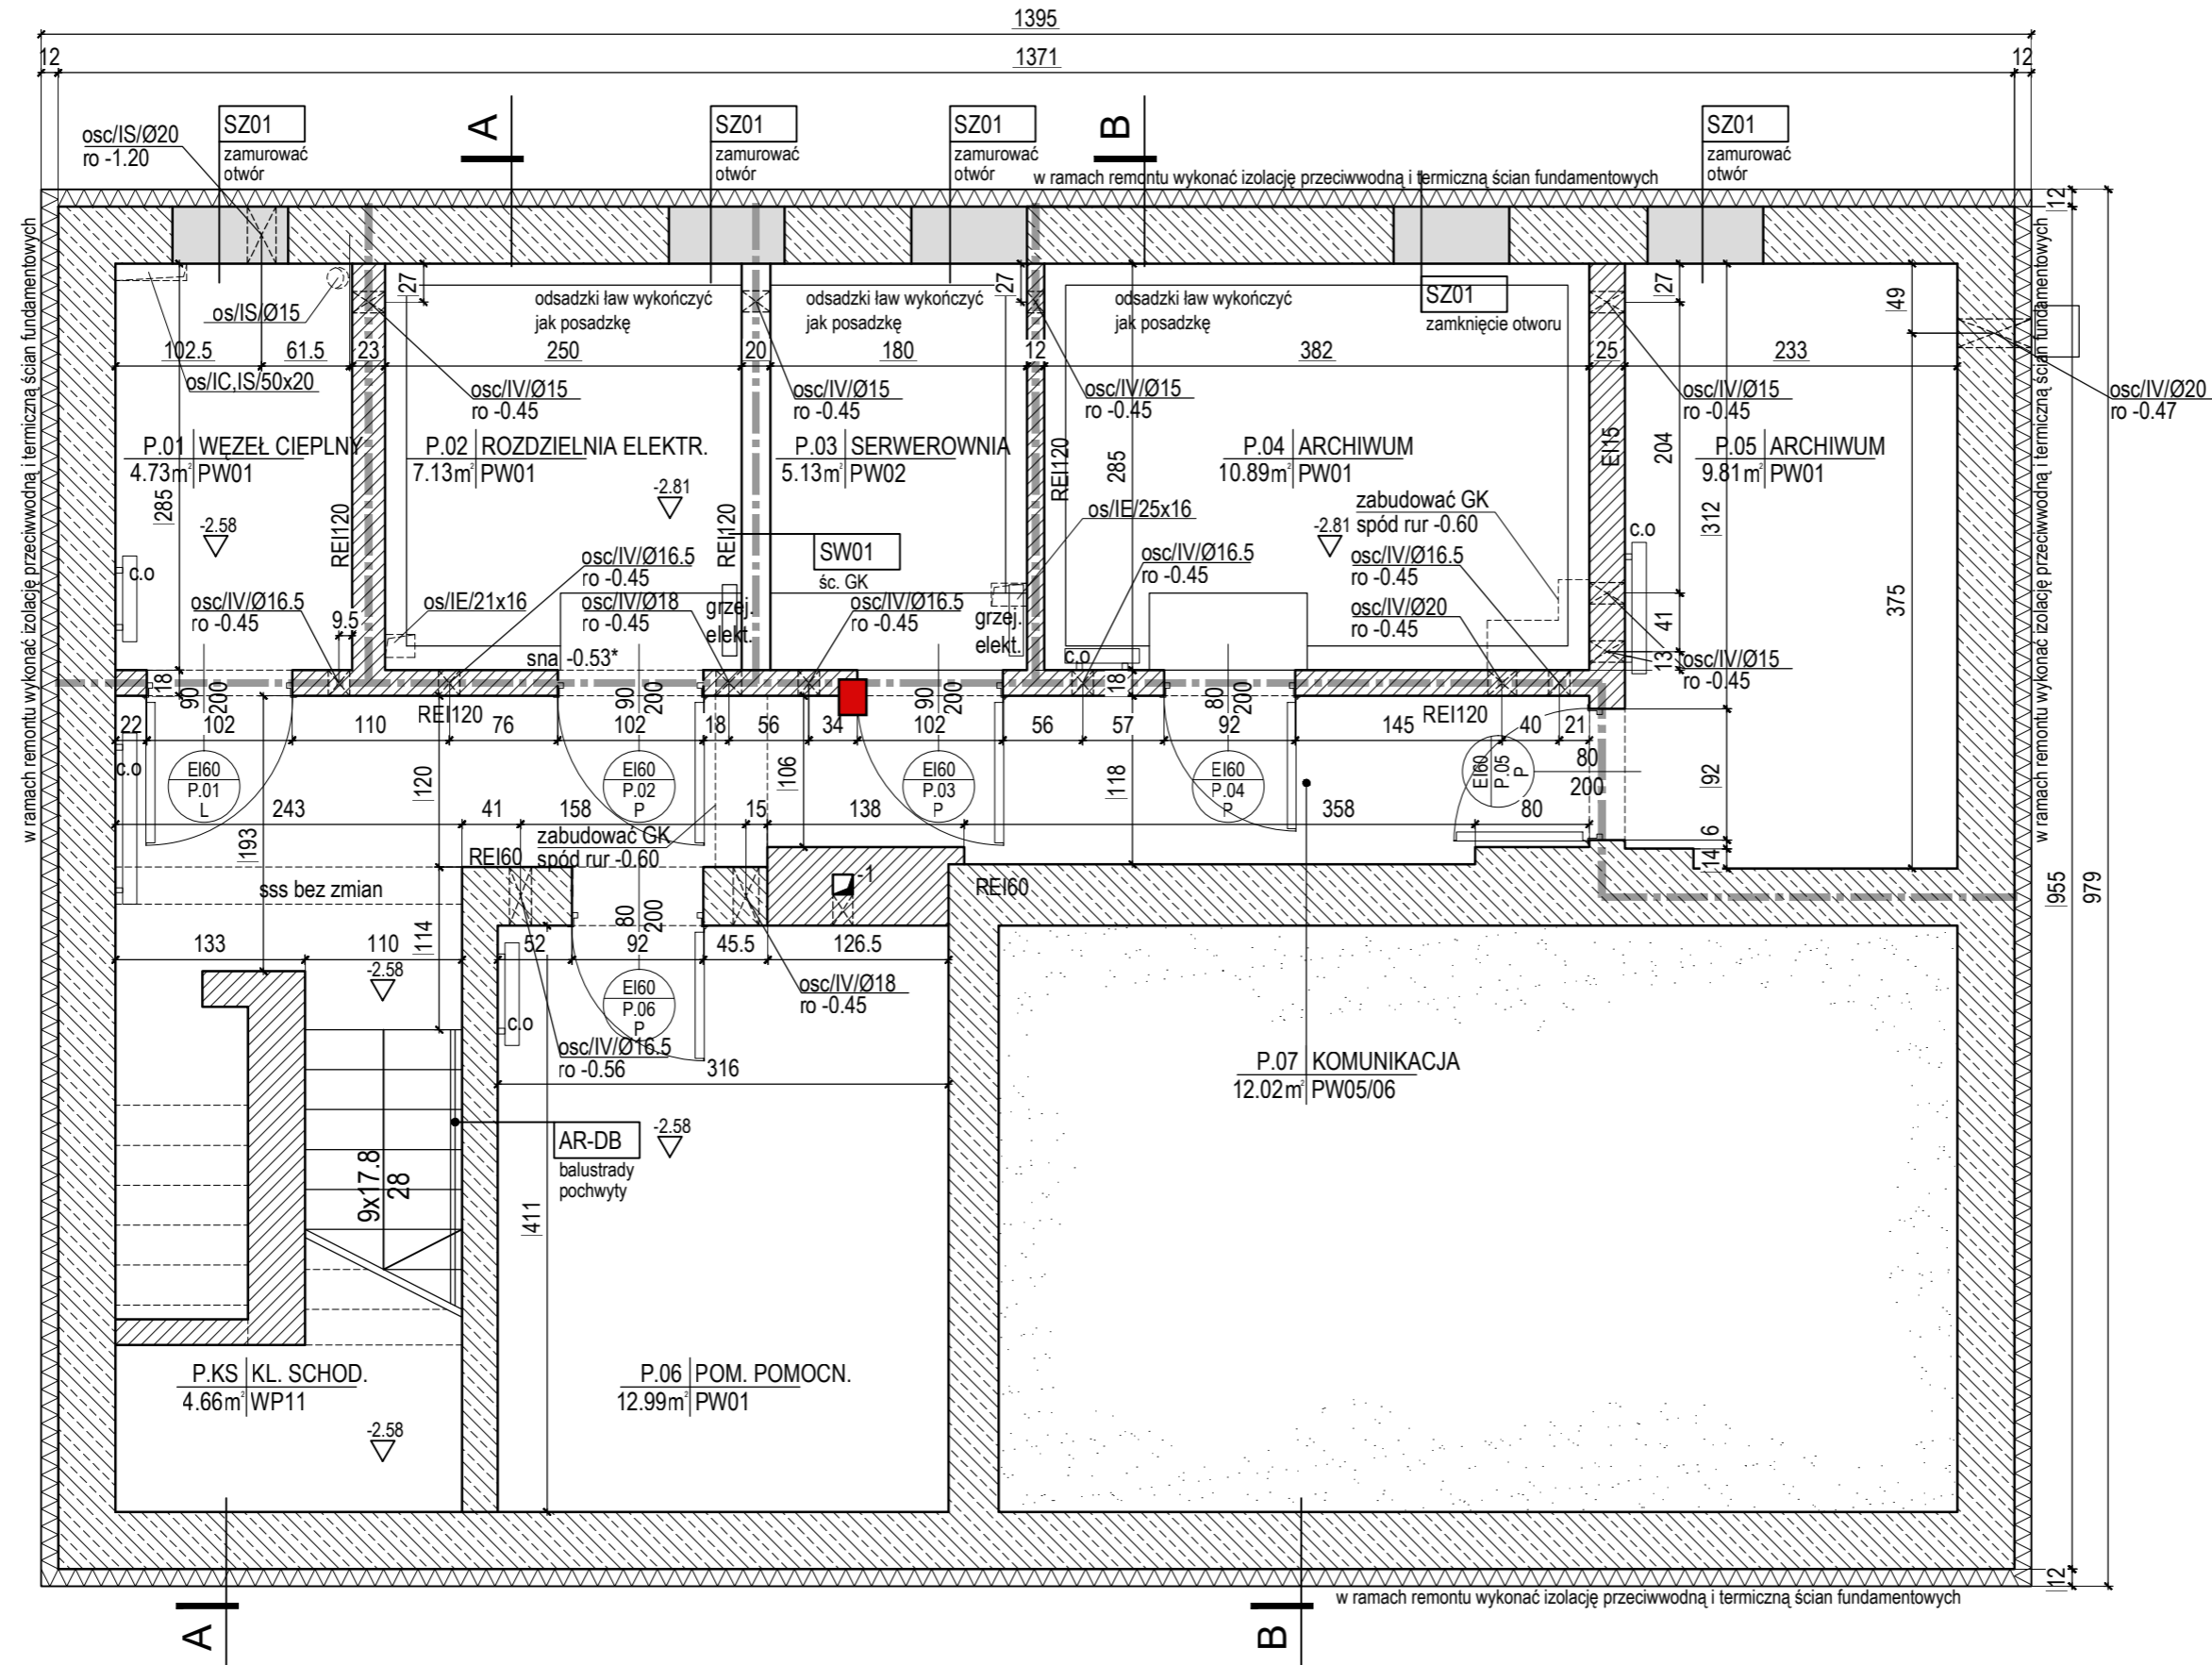 1395
12
1371
12
SZ01
zamurować
otwór
A
SZ01
zamurować
otwór
SZ01
zamurować
otwór
B
SZ01
zamurować
otwór
osc/IS/Ø20
ro -1.20
w ramach remontu wykonać izolację przeciwwodną i termiczną ścian fundamentowych
12
w ramach remontu wykonać izolację przeciwwodną i termiczną ścian fundamentowych
w ramach remontu wykonać izolację przeciwwodną i termiczną ścian fundamentowych
os/IS/Ø15
27
odsadzki ław wykończyć
jak posadzkę
odsadzki ław wykończyć
jak posadzkę
27
odsadzki ław wykończyć
jak posadzkę
SZ01
zamknięcie otworu
27
49
102.5
61.5
23
250
20
180
12
382
25
233
os/IC,IS/50x20
osc/IV/Ø15
ro -0.45
osc/IV/Ø15
ro -0.45
osc/IV/Ø15
ro -0.45
osc/IV/Ø15
ro -0.45
osc/IV/Ø20
ro -0.47
P.01 WĘZEŁ CIEPLNY
4.73m² PW01
P.02 ROZDZIELNIA ELEKTR.
7.13m² PW01
P.03 SERWEROWNIA
5.13m² PW02
P.04 ARCHIWUM
10.89m² PW01
P.05 ARCHIWUM
9.81m² PW01
285
REI120
REI120
REI120
285
EI15
204
312
375
-2.58
-2.81
-2.81
os/IE/25x16
zabudować GK
spód rur -0.60
SW01
śc. GK
c.o
c.o
osc/IV/Ø16.5
ro -0.45
osc/IV/Ø16.5
ro -0.45
osc/IV/Ø16.5
ro -0.45
osc/IV/Ø16.5
ro -0.45
9.5
os/IE/21x16
osc/IV/Ø18
ro -0.45
grzej.
elekt.
osc/IV/Ø16.5
ro -0.45
grzej.
elekt.
osc/IV/Ø20
ro -0.45
41
13
osc/IV/Ø15
ro -0.45
sna -0.53*
c.o
18
90
200
REI120
90
200
90
200
18
80
200
REI120
22
102
110
76
102
18
56
34
102
56
57
92
145
40
21
80
200
c.o
EI60
P.01
L
120
EI60
P.02
P
106
EI60
P.03
P
118
EI60
P.04
P
EI60
P.05
P
92
243
41
158
15
138
358
80
6
193
zabudować GK
spód rur -0.60
REI60
14
sss bez zmian
-1
REI60
955
979
133
110
114
52
92
45.5
126.5
-2.58
EI60
P.06
P
osc/IV/Ø18
ro -0.45
c.o
osc/IV/Ø16.5
ro -0.56
316
P.07 KOMUNIKACJA
12.02m² PW05/06
AR-DB
balustrady
pochwyty
-2.58
9x17.8
28
411
P.KS KL. SCHOD.
4.66m² WP11
P.06 POM. POMOCN.
12.99m² PW01
-2.58
12
w ramach remontu wykonać izolację przeciwwodną i termiczną ścian fundamentowych
A
B